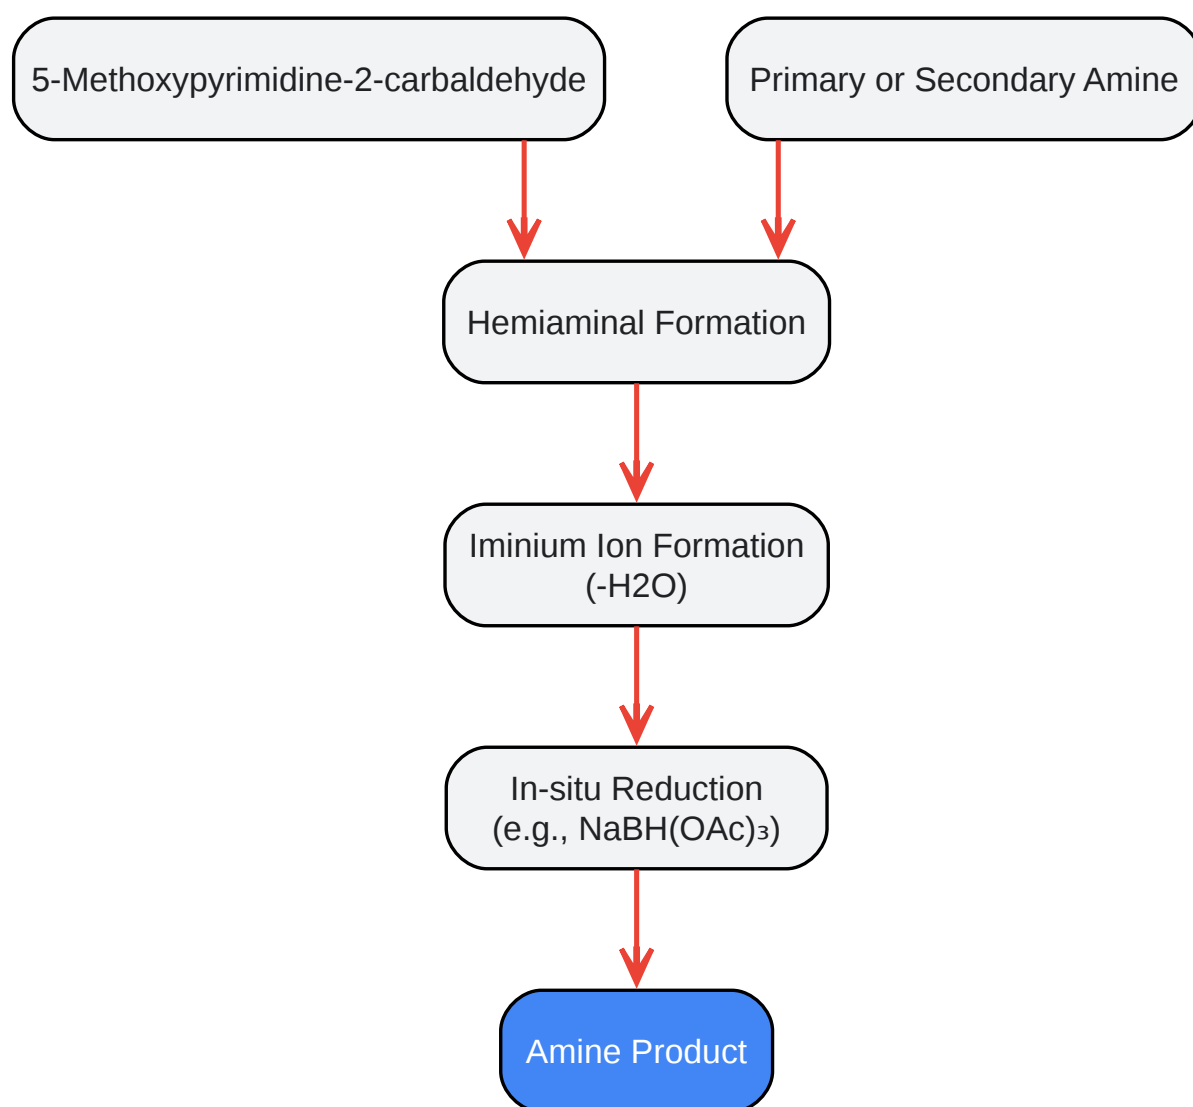 5-Methoxypyrimidine-2-carbaldehyde
Primary or Secondary Amine
Hemiaminal Formation
Iminium Ion Formation
(-H2O)
In-situ Reduction
(e.g., NaBH(OAc)₃)
Amine Product